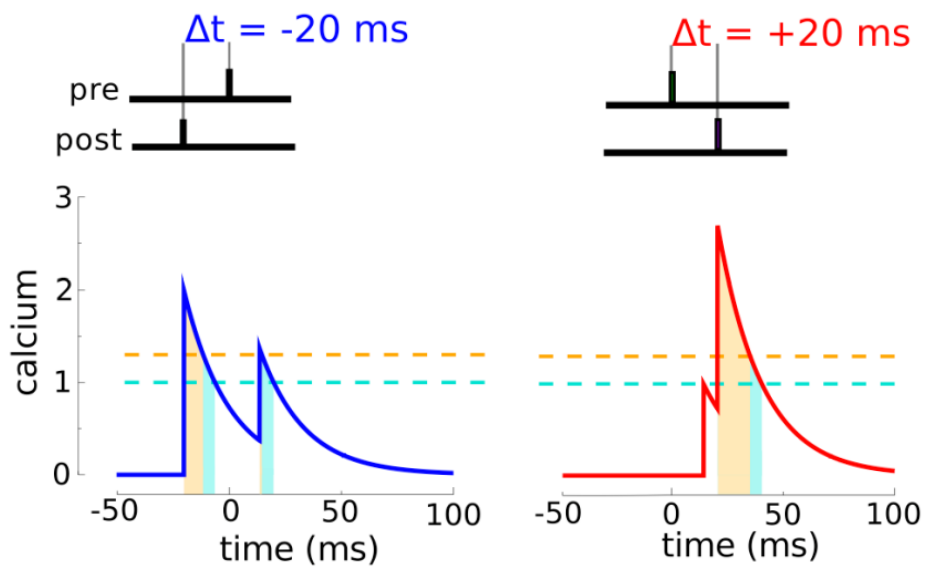 Δt = -20 ms
Δt = +20 ms
pre
post
3
2
1
0
calcium
-50 0 50 100
time (ms)
-50 0 50 100
time (ms)